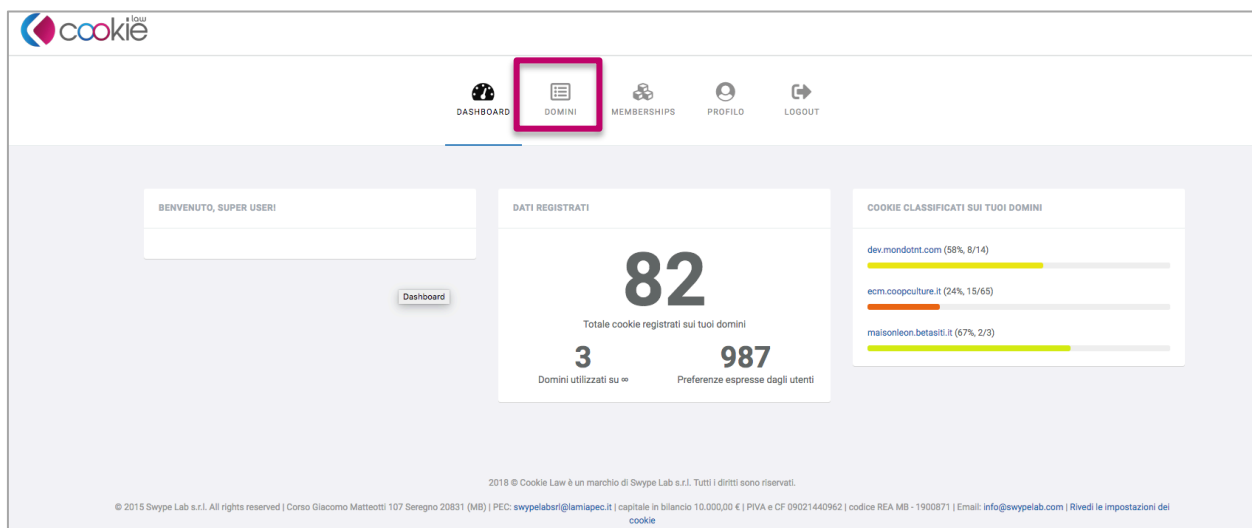 cookie law
DASHBOARD
DOMINI
MEMBERSHIPS
PROFILO
LOGOUT
BENVENUTO, SUPER USER!
Dashboard
DATI REGISTRATI
82
Totale cookie registrati sui tuoi domini
3
Domini utilizzati su ∞
987
Preferenze espresse dagli utenti
COOKIE CLASSIFICATI SUI TUOI DOMINI
dev.mondotnt.com (58%, 8/14)
ecm.coopculture.it (24%, 15/65)
maisonleon.betasiti.it (67%, 2/3)
2018 © Cookie Law è un marchio di Swype Lab s.r.l. Tutti i diritti sono riservati.
© 2015 Swype Lab s.r.l. All rights reserved | Corso Giacomo Matteotti 107 Seregno 20831 (MB) | PEC: swypelabsrl@lamiapec.it | capitale in bilancio 10.000,00 € | PIVA e CF 09021440962 | codice REA MB - 1900871 | Email: info@swypelab.com | Rivedi le impostazioni dei
cookie